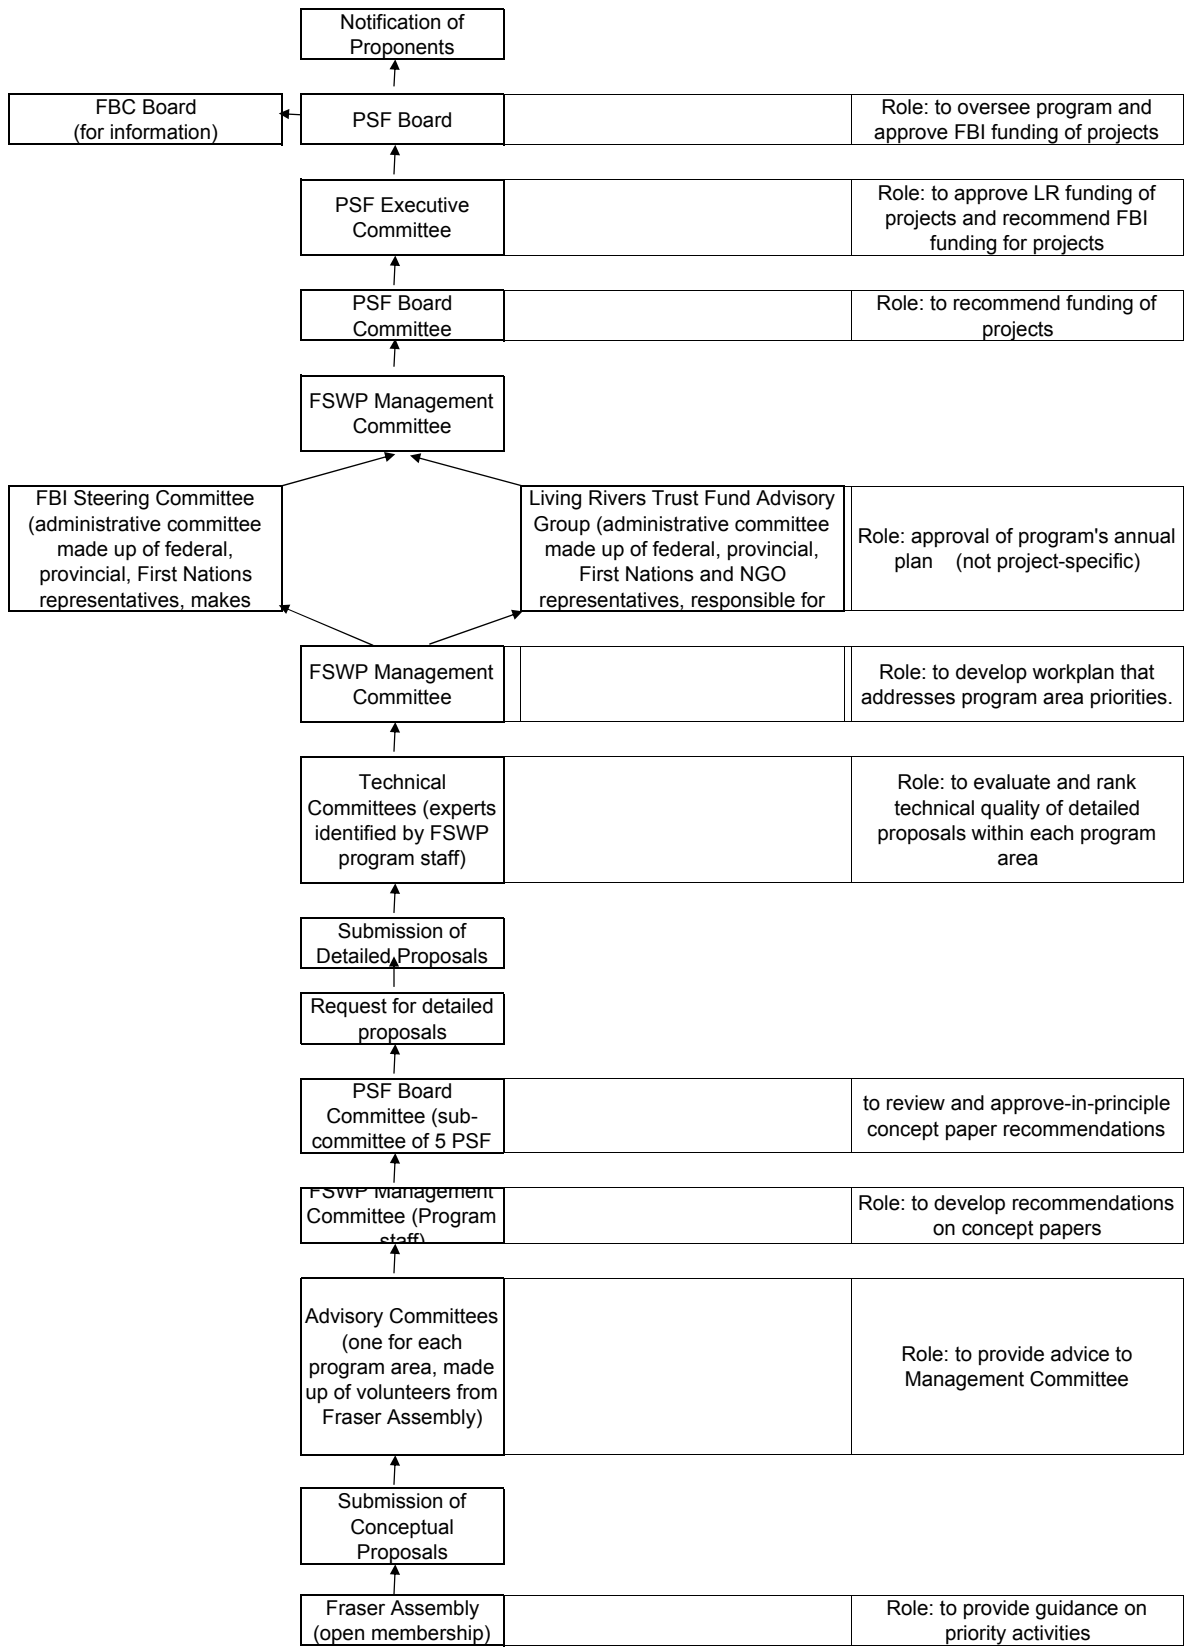 Notification of
Proponents
FBC Board
(for information)
PSF Board
Role: to oversee program and
approve FBI funding of projects
PSF Executive
Committee
Role: to approve LR funding of
projects and recommend FBI
funding for projects
PSF Board
Committee
Role: to recommend funding of
projects
FSWP Management
Committee
FBI Steering Committee
(administrative committee
made up of federal,
provincial, First Nations
representatives, makes
Living Rivers Trust Fund Advisory
Group (administrative committee
made up of federal, provincial,
First Nations and NGO
representatives, responsible for
Role: approval of program's annual
plan (not project-specific)
FSWP Management
Committee
Role: to develop workplan that
addresses program area priorities.
Technical
Committees (experts
identified by FSWP
program staff)
Role: to evaluate and rank
technical quality of detailed
proposals within each program
area
Submission of
Detailed Proposals
Request for detailed
proposals
PSF Board
Committee (sub-
committee of 5 PSF
to review and approve-in-principle
concept paper recommendations
FSWP Management
Committee (Program
staff)
Role: to develop recommendations
on concept papers
Advisory Committees
(one for each
program area, made
up of volunteers from
Fraser Assembly)
Role: to provide advice to
Management Committee
Submission of
Conceptual
Proposals
Fraser Assembly
(open membership)
Role: to provide guidance on
priority activities